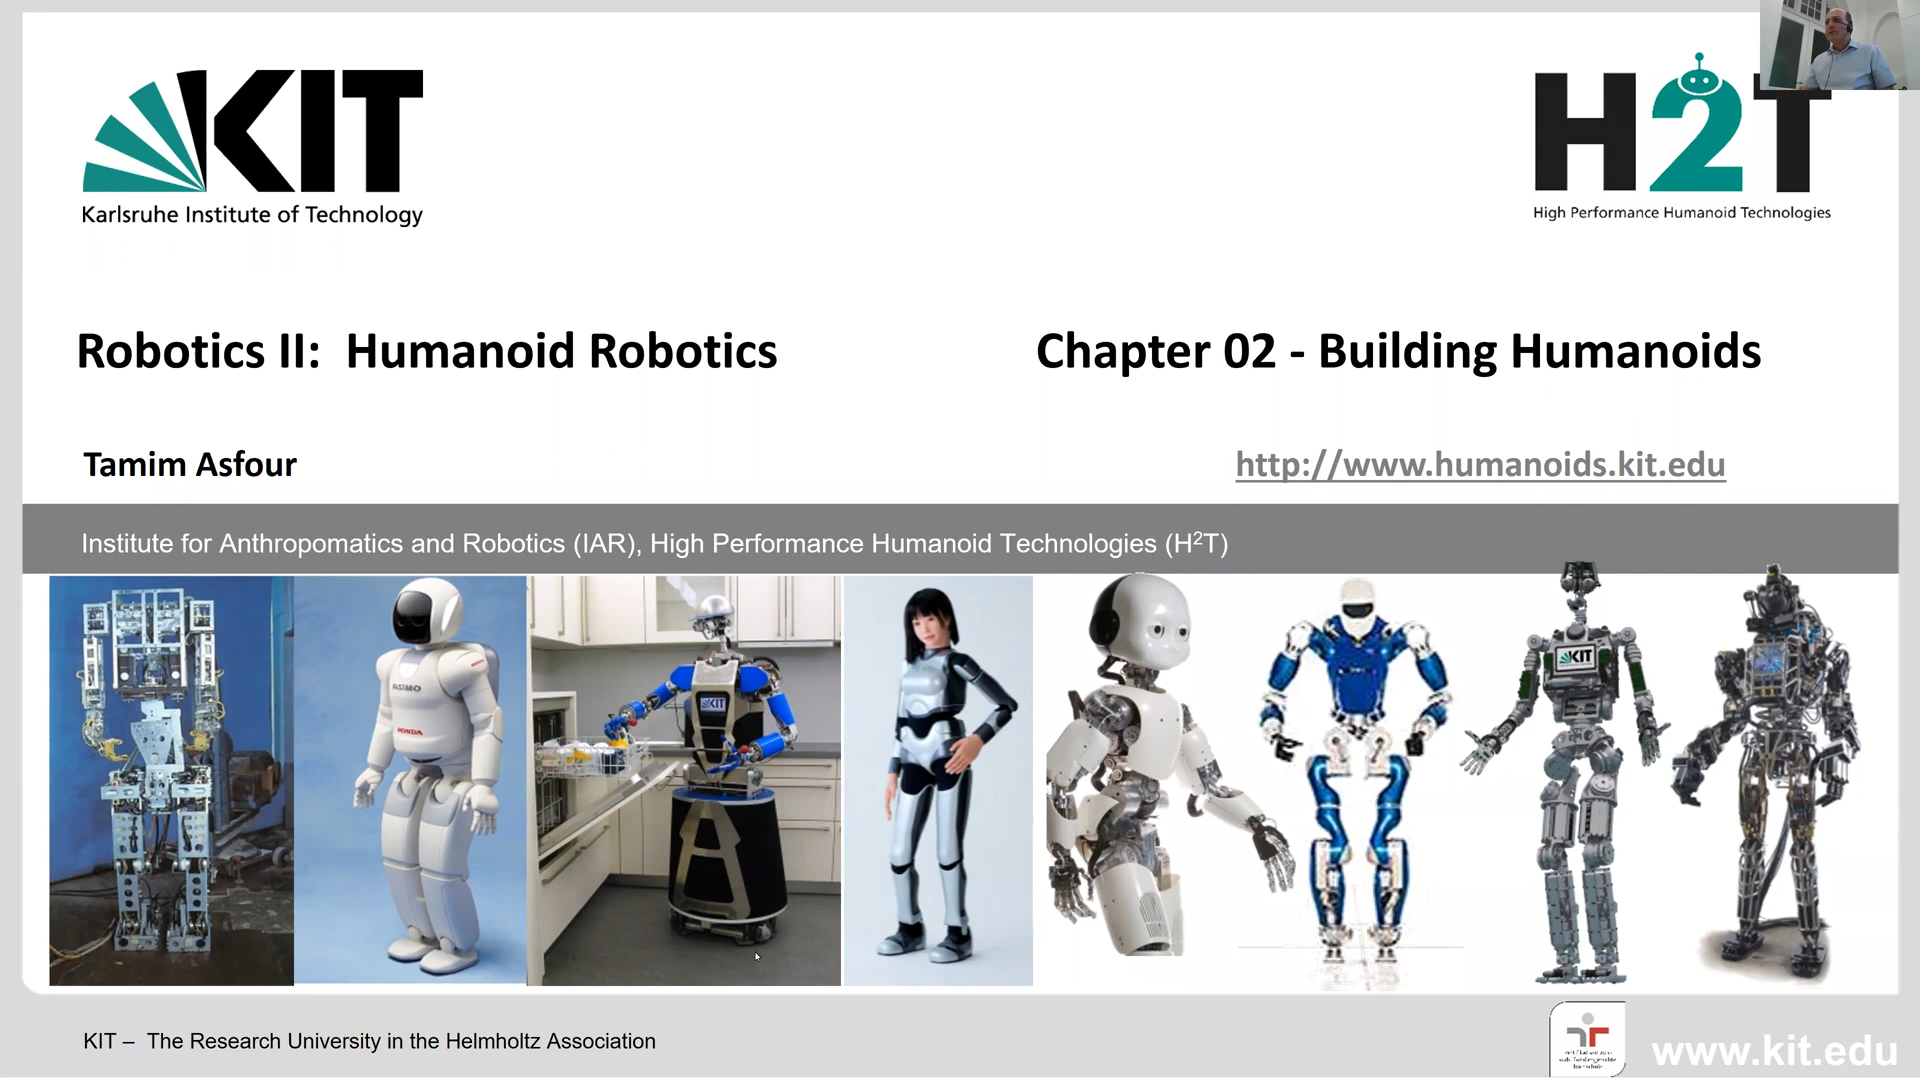 KIT
Karlsruhe Institute of Technology
H2T
High Performance Humanoid Technologies
Robotics II: Humanoid Robotics
Chapter 02 - Building Humanoids
Tamim Asfour
http://www.humanoids.kit.edu
Institute for Anthropomatics and Robotics (IAR), High Performance Humanoid Technologies (H²T)
ASIMO
HONDA
KIT
KIT
KIT – The Research University in the Helmholtz Association
www.kit.edu